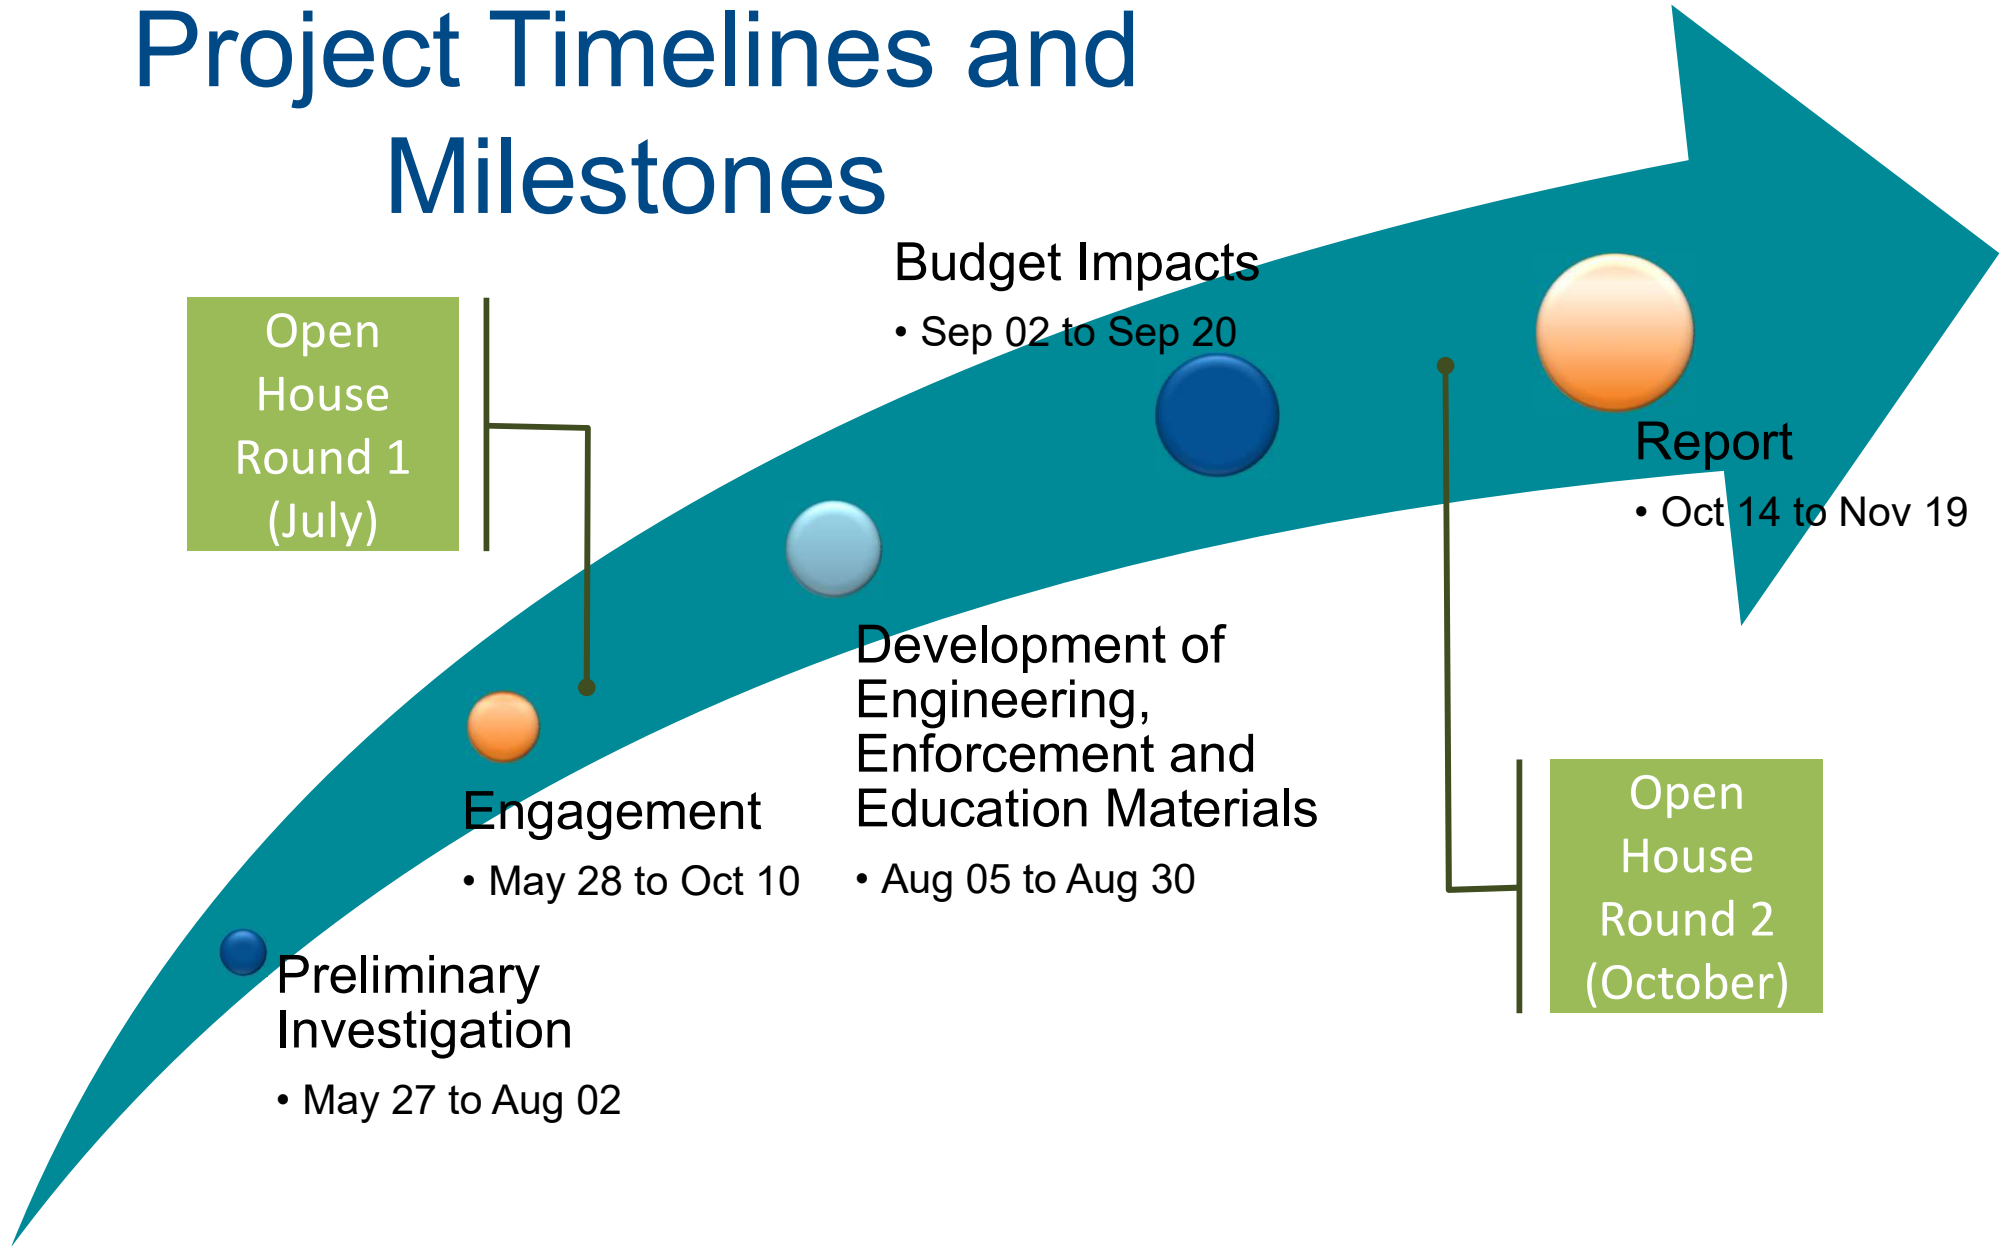 Project Timelines and
Milestones
Budget Impacts
• Sep 02 to Sep 20
Open
House
Round 1
(July)
Report
• Oct 14 to Nov 19
Development of
Engineering,
Enforcement and
Education Materials
• Aug 05 to Aug 30
Engagement
• May 28 to Oct 10
Open
House
Round 2
(October)
Preliminary
Investigation
• May 27 to Aug 02